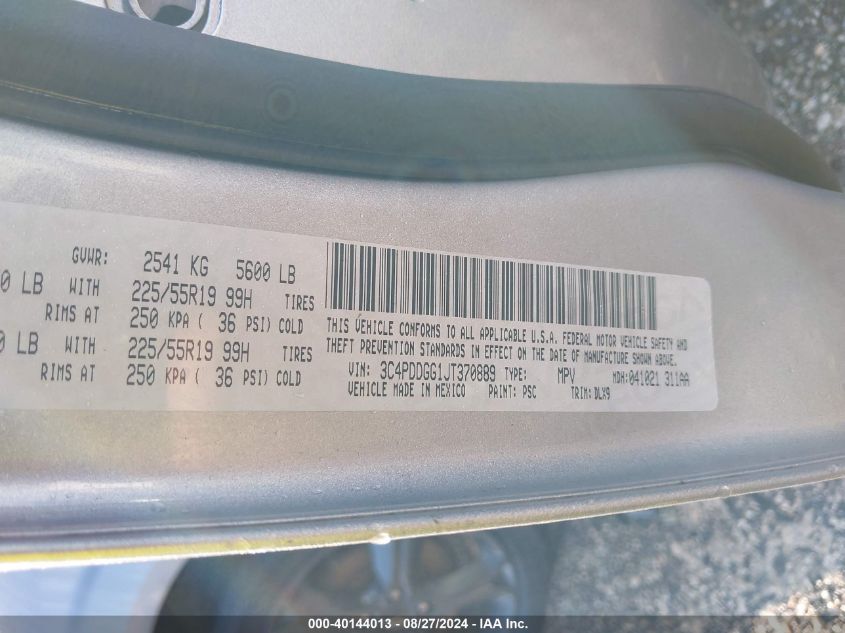 GVWR: 2541 KG 5600 LB
0 LB WITH 225/55R19 99H TIRES
RIMS AT 250 KPA ( 36 PSI) COLD
0 LB WITH 225/55R19 99H TIRES
RIMS AT 250 KPA ( 36 PSI) COLD
THIS VEHICLE CONFORMS TO ALL APPLICABLE U.S.A. FEDERAL MOTOR VEHICLE SAFETY AND
THEFT PREVENTION STANDARDS IN EFFECT ON THE DATE OF MANUFACTURE SHOWN ABOVE.
VIN: 3C4PDDGG1JT370889 TYPE: MPV MDH:041021 311AA
VEHICLE MADE IN MEXICO PAINT: PSC TRIM: DLX9
000-40144013 - 08/27/2024 - IAA Inc.